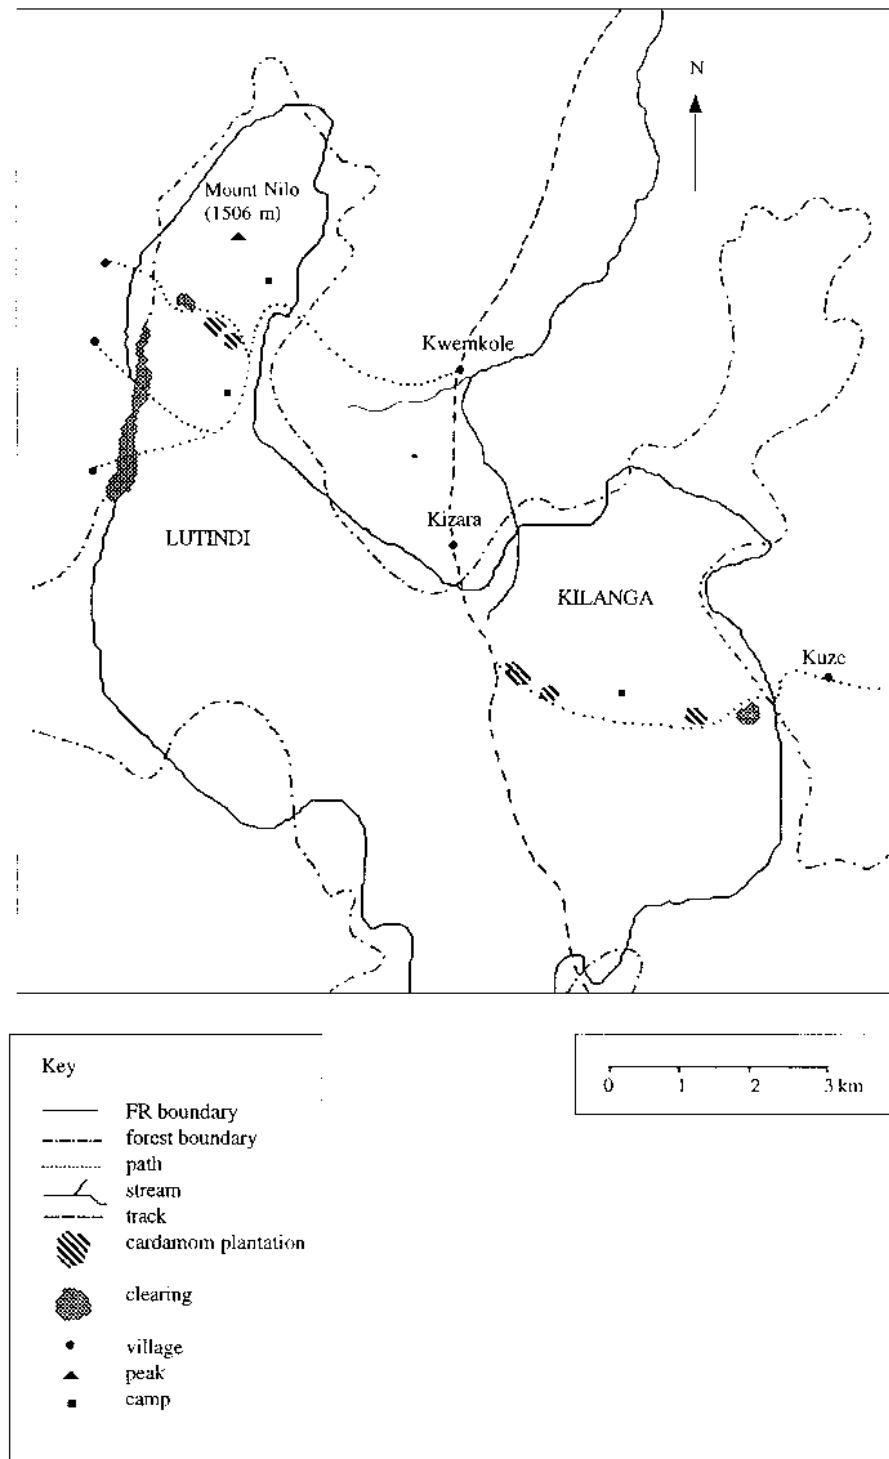 N
Mount Nilo
(1506 m)
Kwemkole
Kizara
LUTINDI
KILANGA
Kuze
Key
FR boundary
forest boundary
path
stream
track
cardamom plantation
clearing
village
peak
camp
0 1 2 3 km